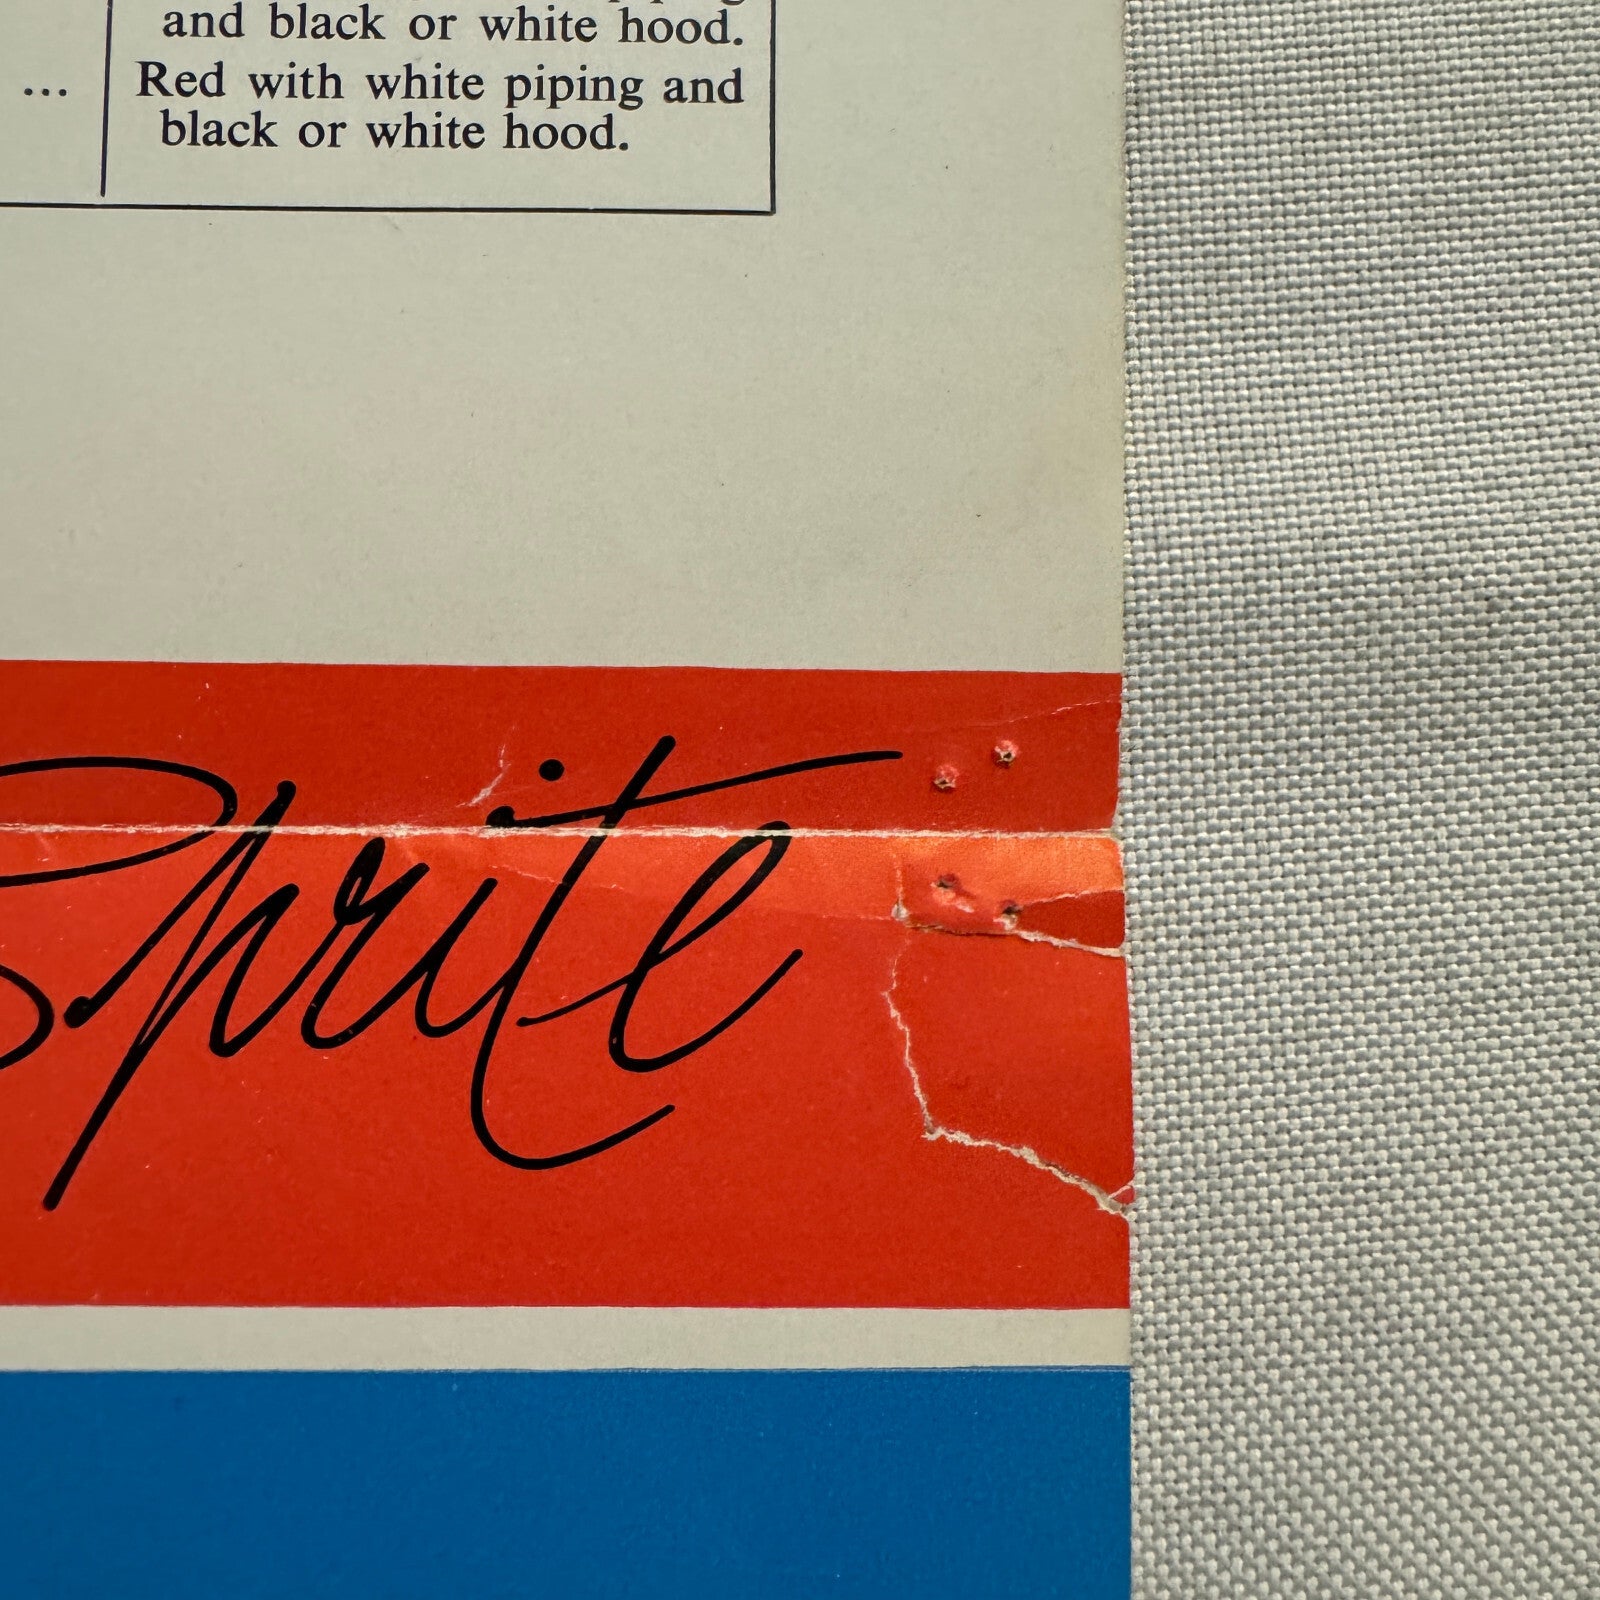 and black or white hood.
... Red with white piping and
black or white hood.
Sprite